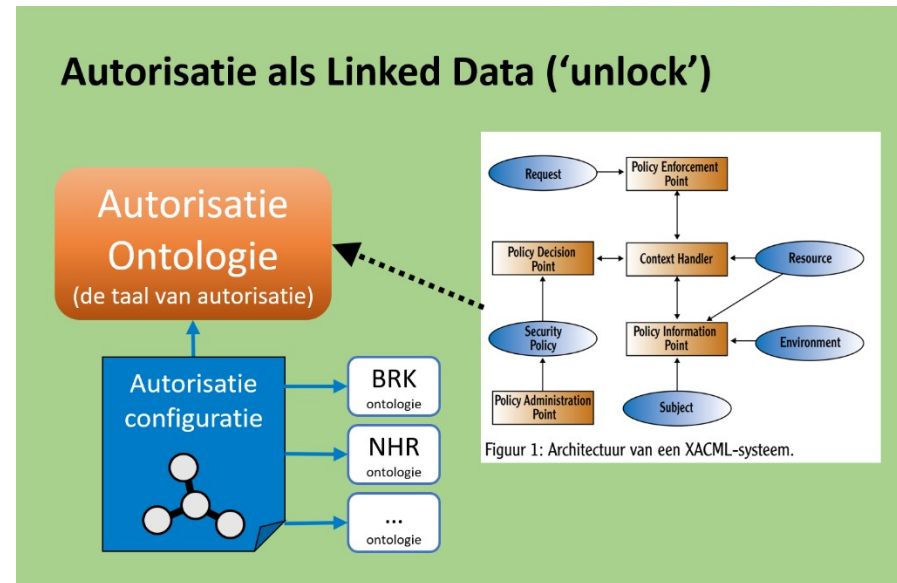 Autorisatie als Linked Data (‘unlock’)
Autorisatie
Ontologie
(de taal van autorisatie)
Autorisatie
configuratie
BRK
ontologie
NHR
ontologie
...
ontologie
Request
Policy Enforcement
Point
Policy Decision
Point
Context Handler
Resource
Security
Policy
Policy Information
Point
Environment
Policy Administration
Point
Subject
Figuur 1: Architectuur van een XACML-systeem.